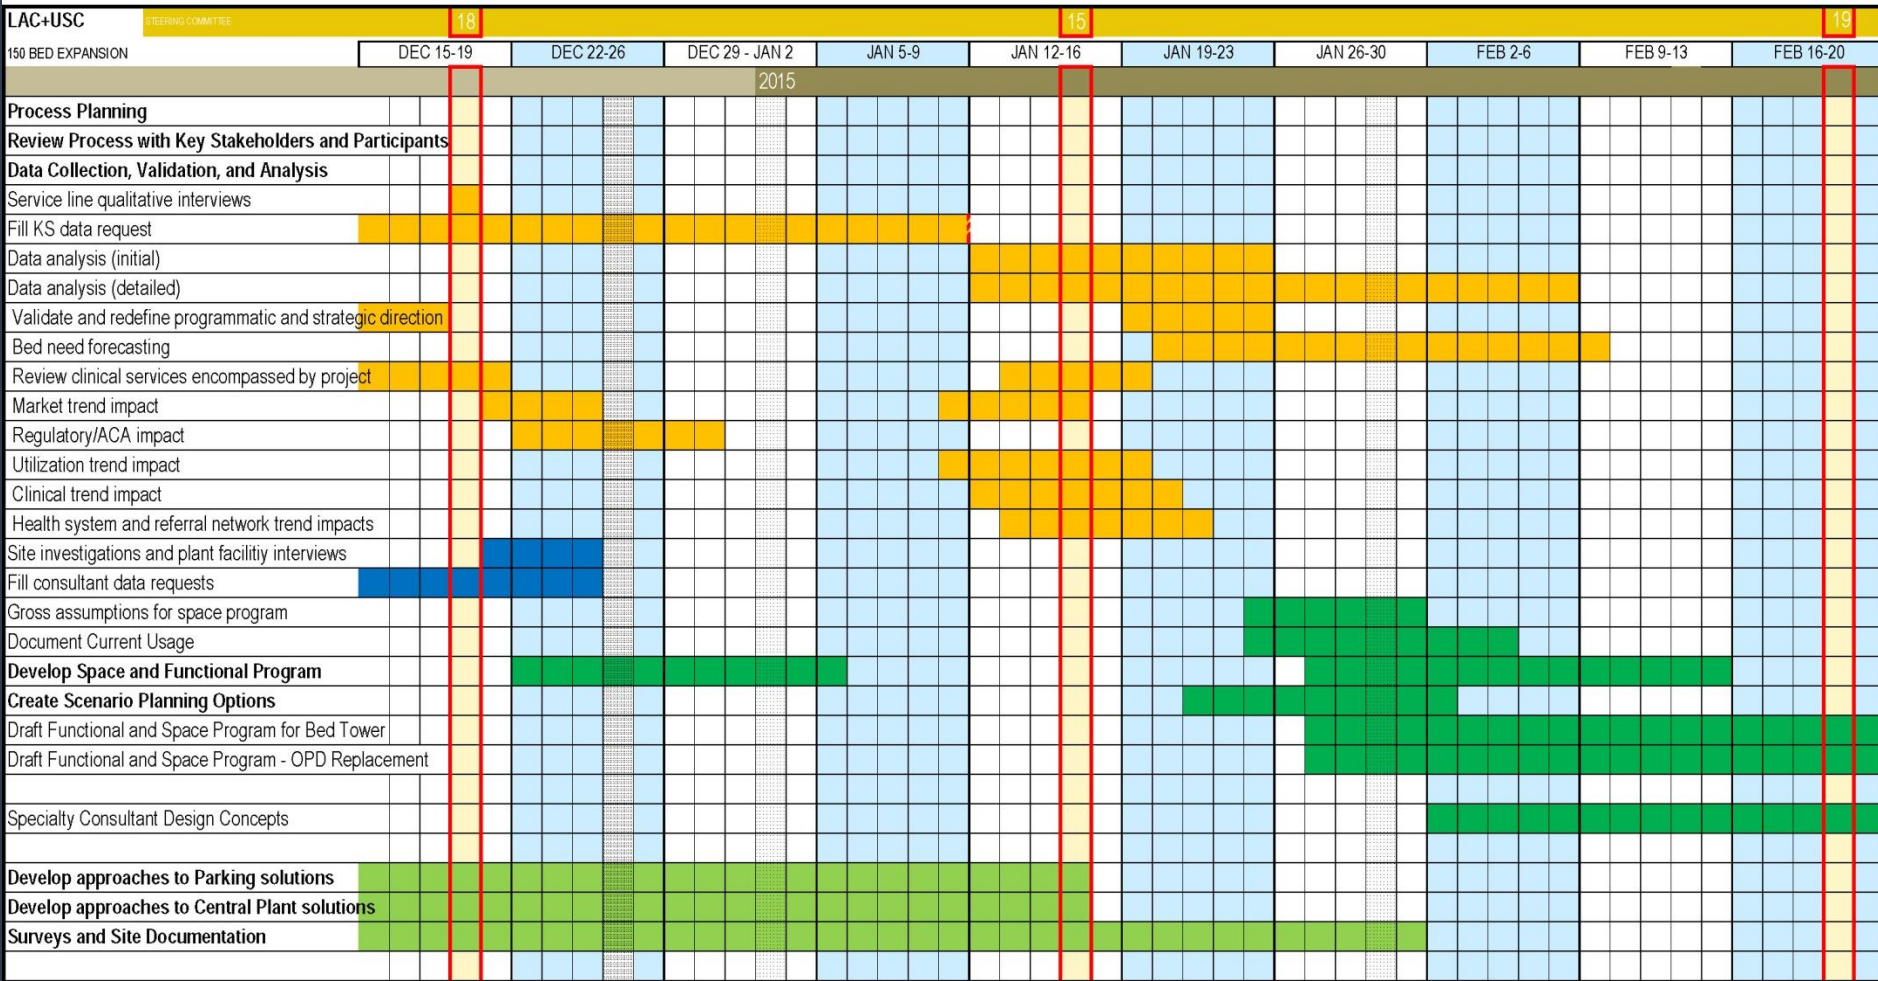 LAC+USC STEERING COMMITTEE 18 15 19
150 BED EXPANSION DEC 15-19 DEC 22-26 DEC 29 - JAN 2 JAN 5-9 JAN 12-16 JAN 19-23 JAN 26-30 FEB 2-6 FEB 9-13 FEB 16-20
2015
Process Planning
Review Process with Key Stakeholders and Participants
Data Collection, Validation, and Analysis
Service line qualitative interviews
Fill KS data request
Data analysis (initial)
Data analysis (detailed)
Validate and redefine programmatic and strategic direction
Bed need forecasting
Review clinical services encompassed by project
Market trend impact
Regulatory/ACA impact
Utilization trend impact
Clinical trend impact
Health system and referral network trend impacts
Site investigations and plant facilitiy interviews
Fill consultant data requests
Gross assumptions for space program
Document Current Usage
Develop Space and Functional Program
Create Scenario Planning Options
Draft Functional and Space Program for Bed Tower
Draft Functional and Space Program - OPD Replacement
Specialty Consultant Design Concepts
Develop approaches to Parking solutions
Develop approaches to Central Plant solutions
Surveys and Site Documentation